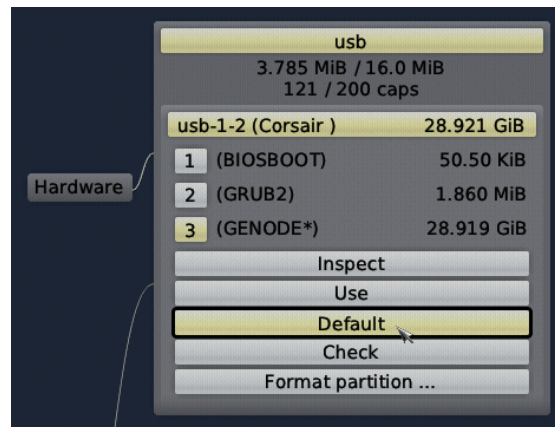 usb
3.785 MiB / 16.0 MiB
121 / 200 caps
usb-1-2 (Corsair ) 28.921 GiB
1 (BIOSBOOT) 50.50 KiB
Hardware
2 (GRUB2) 1.860 MiB
3 (GENODE*) 28.919 GiB
Inspect
Use
Default
Check
Format partition ...